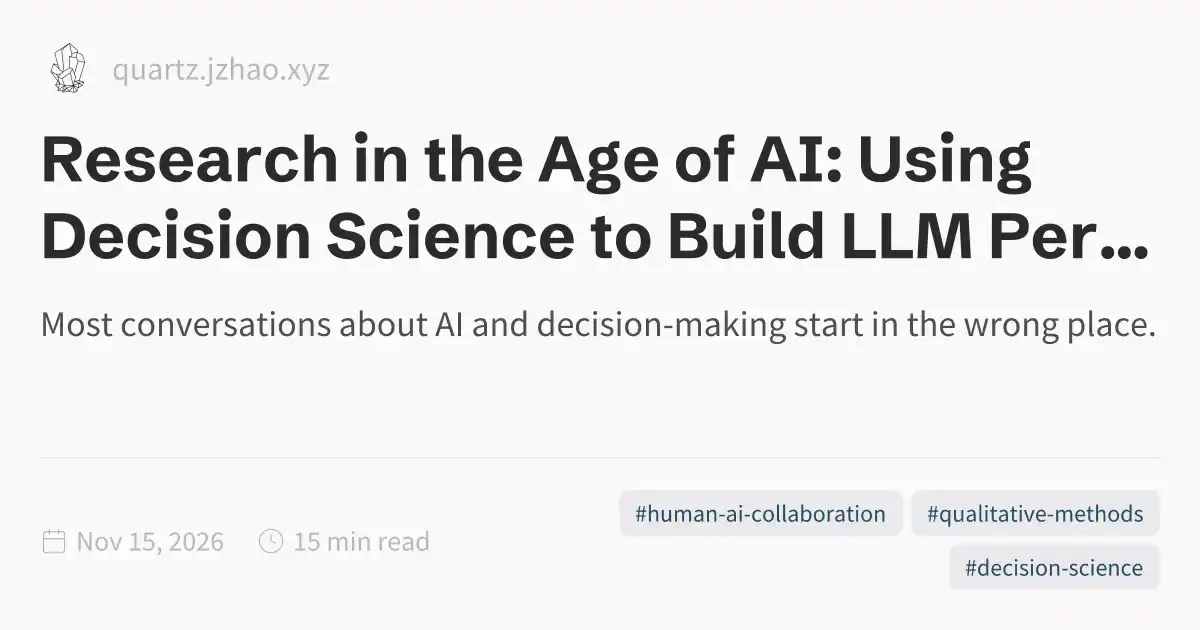 quartz.jzhao.xyz
Research in the Age of AI: Using
Decision Science to Build LLM Per...
Most conversations about AI and decision-making start in the wrong place.
Nov 15, 2026
15 min read
#human-ai-collaboration
#qualitative-methods
#decision-science